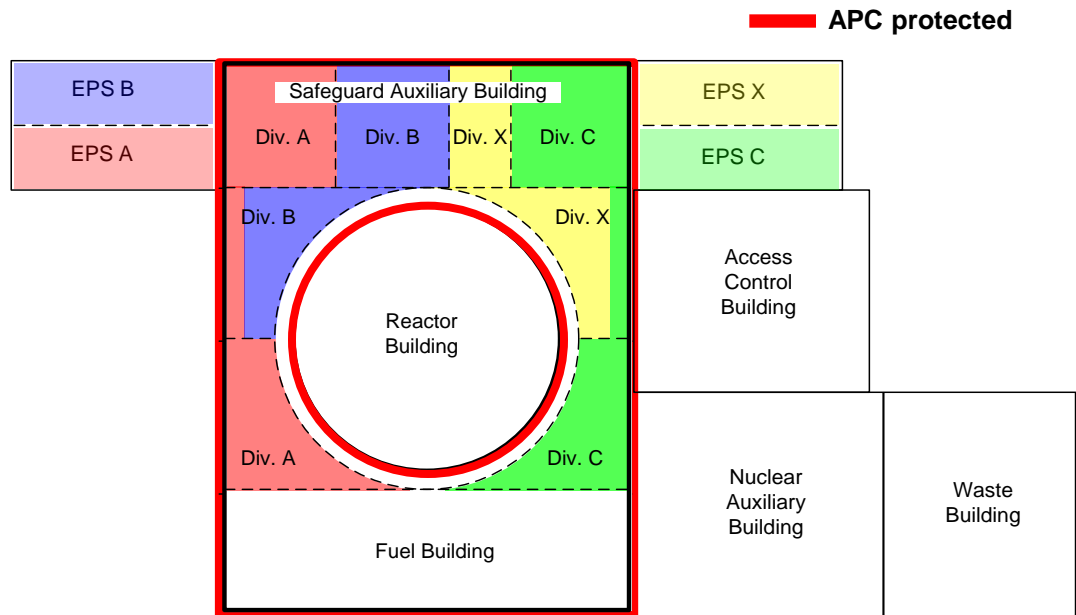 APC protected
EPS B
EPS A
Safeguard Auxiliary Building
Div. A
Div. B
Div. X
Div. C
EPS X
EPS C
Div. B
Div. X
Reactor
Building
Access
Control
Building
Div. A
Div. C
Fuel Building
Nuclear
Auxiliary
Building
Waste
Building